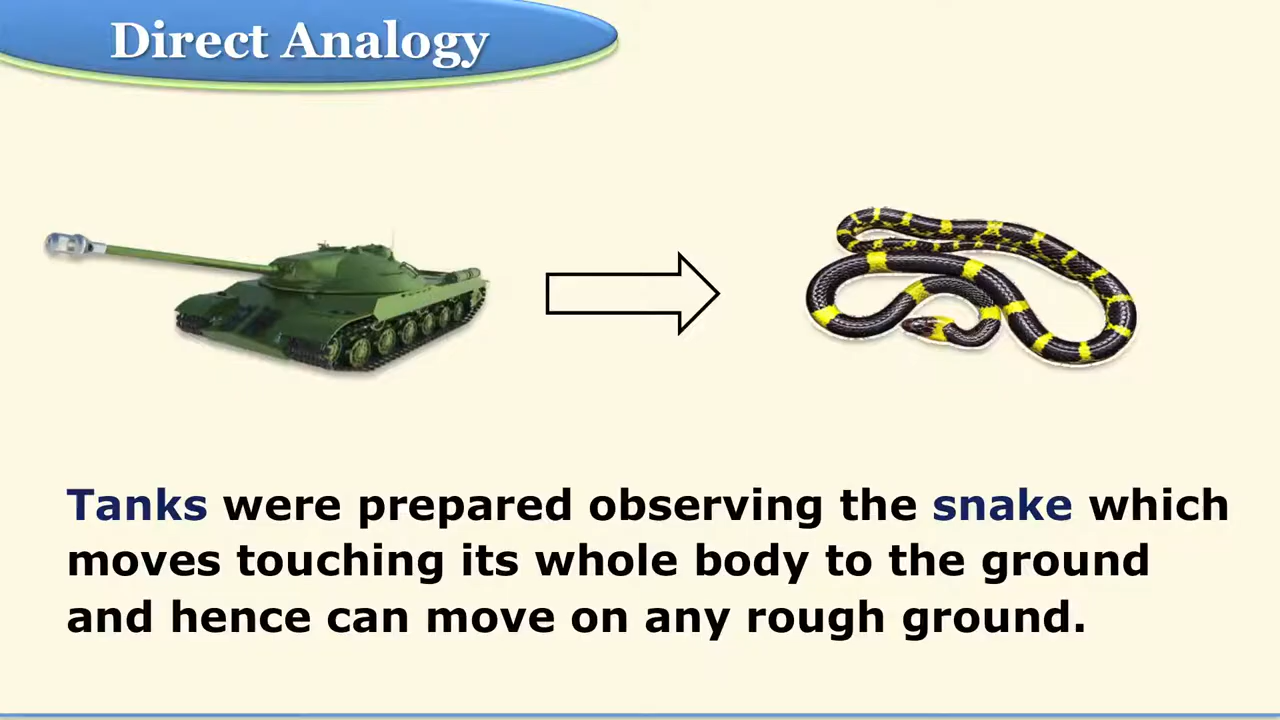 Direct Analogy
Tanks were prepared observing the snake which
moves touching its whole body to the ground
and hence can move on any rough ground.